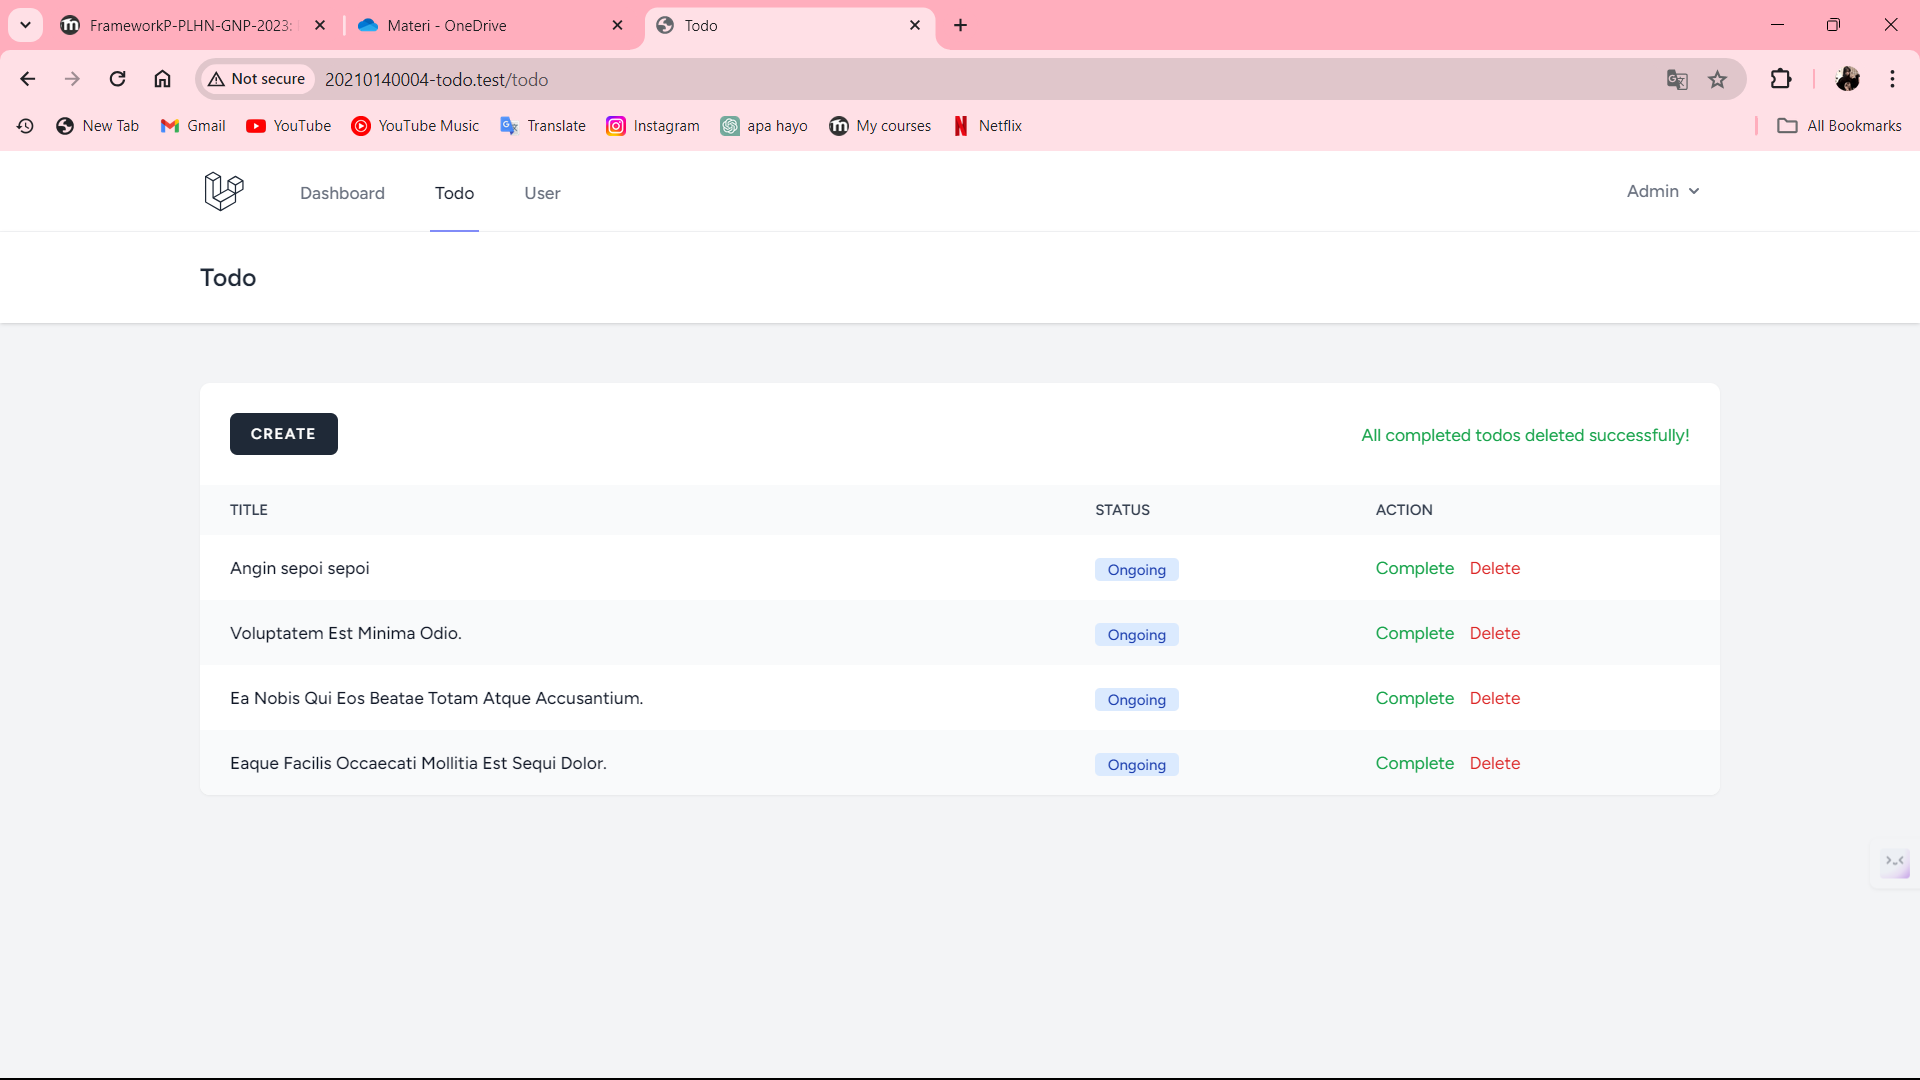 FrameworkP-PLHN-GNP-2023:
Materi - OneDrive
Todo
Not secure
20210140004-todo.test/todo
New Tab
Gmail
YouTube
YouTube Music
Translate
Instagram
apa hayo
My courses
Netflix
All Bookmarks
Dashboard
Todo
User
Admin
Todo
CREATE
All completed todos deleted successfully!
TITLE STATUS ACTION
Angin sepoi sepoi Ongoing Complete Delete
Voluptatem Est Minima Odio. Ongoing Complete Delete
Ea Nobis Qui Eos Beatae Totam Atque Accusantium. Ongoing Complete Delete
Eaque Facilis Occaecati Mollitia Est Sequi Dolor. Ongoing Complete Delete